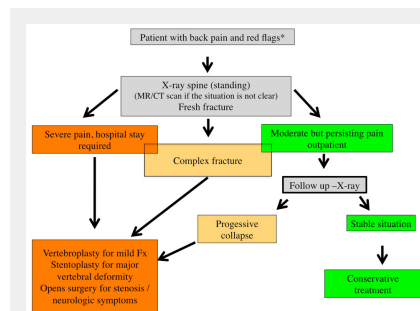 Patient with back pain and red flags*
X-ray spine (standing)
(MR/CT scan if the situation is not clear)
Fresh fracture
Severe pain, hospital stay
required
Moderate but persisting pain
outpatient
Complex fracture
Follow up –X-ray
Progessive
collapse
Stable situation
Vertebroplasty for mild Fx
Stentoplasty for major
vertebral deformity
Opens surgery for stenosis /
neurologic symptoms
Conservative
treatment